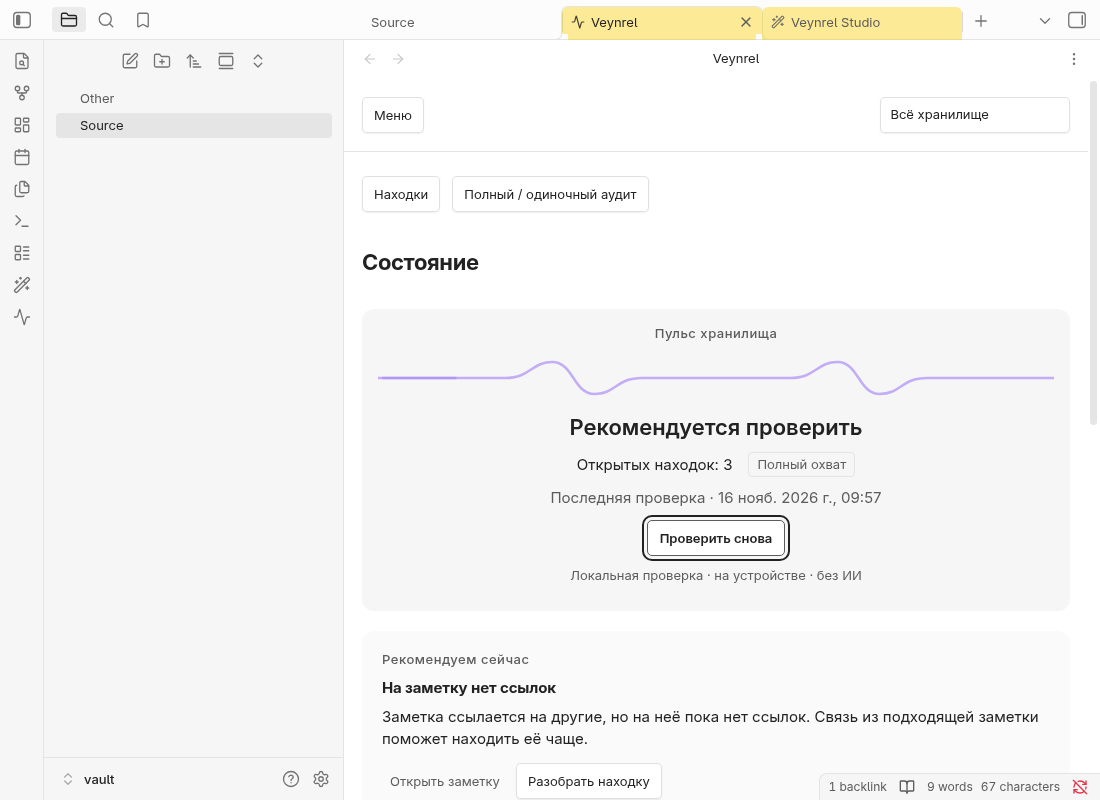 Source
Veynrel
Veynrel Studio
Other
Source
Veynrel
Меню
Всё хранилище
Находки
Полный / одиночный аудит
Состояние
Пульс хранилища
Рекомендуется проверить
Открытых находок: 3
Полный охват
Последняя проверка · 16 нояб. 2026 г., 09:57
Проверить снова
Локальная проверка · на устройстве · без ИИ
Рекомендуем сейчас
На заметку нет ссылок
Заметка ссылается на другие, но на неё пока нет ссылок. Связь из подходящей заметки
поможет находить её чаще.
Открыть заметку
Разобрать находку
vault
1 backlink
9 words
67 characters